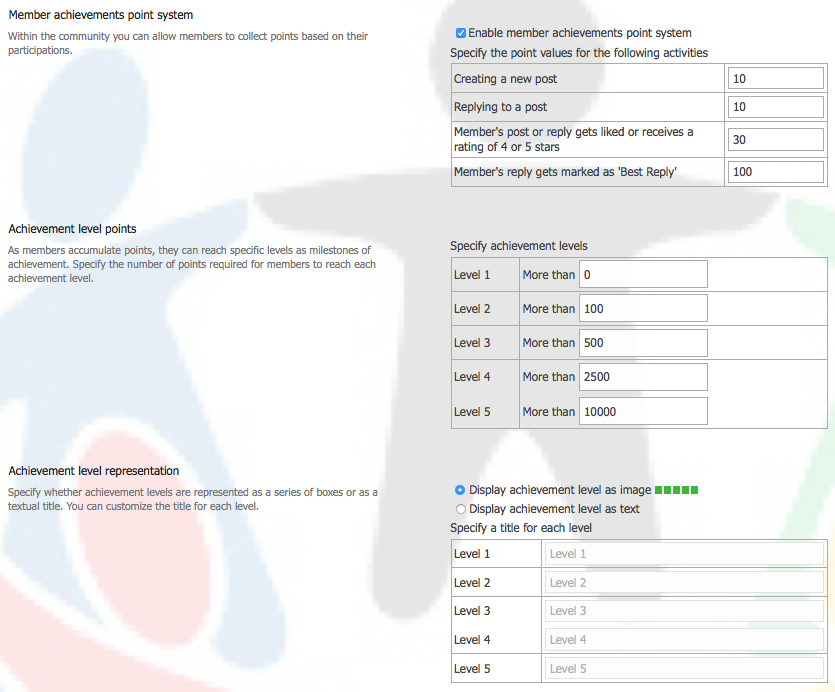 Member achievements point system
Within the community you can allow members to collect points based on their
participations.
Enable member achievements point system
Specify the point values for the following activities
Creating a new post 10
Replying to a post 10
Member's post or reply gets liked or receives a
rating of 4 or 5 stars 30
Member's reply gets marked as 'Best Reply' 100
Achievement level points
As members accumulate points, they can reach specific levels as milestones of
achievement. Specify the number of points required for members to reach each
achievement level.
Specify achievement levels
Level 1 More than 0
Level 2 More than 100
Level 3 More than 500
Level 4 More than 2500
Level 5 More than 10000
Achievement level representation
Specify whether achievement levels are represented as a series of boxes or as a
textual title. You can customize the title for each level.
Display achievement level as image
Display achievement level as text
Specify a title for each level
Level 1 Level 1
Level 2 Level 2
Level 3 Level 3
Level 4 Level 4
Level 5 Level 5